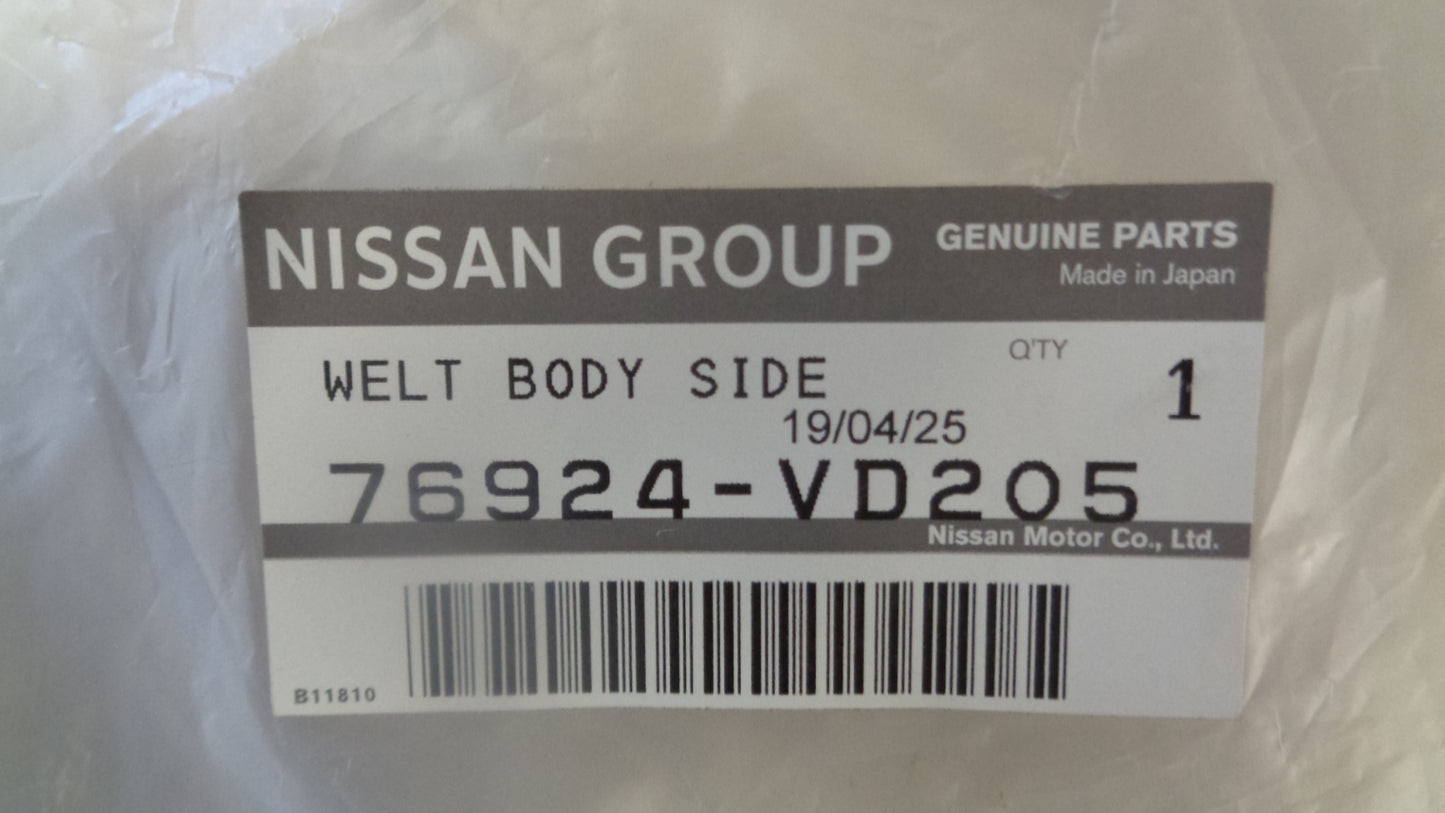 NISSAN GROUP
GENUINE PARTS
Made in Japan
WELT BODY SIDE
Q'TY
1
19/04/25
76924-VD205
Nissan Motor Co., Ltd.
B11810